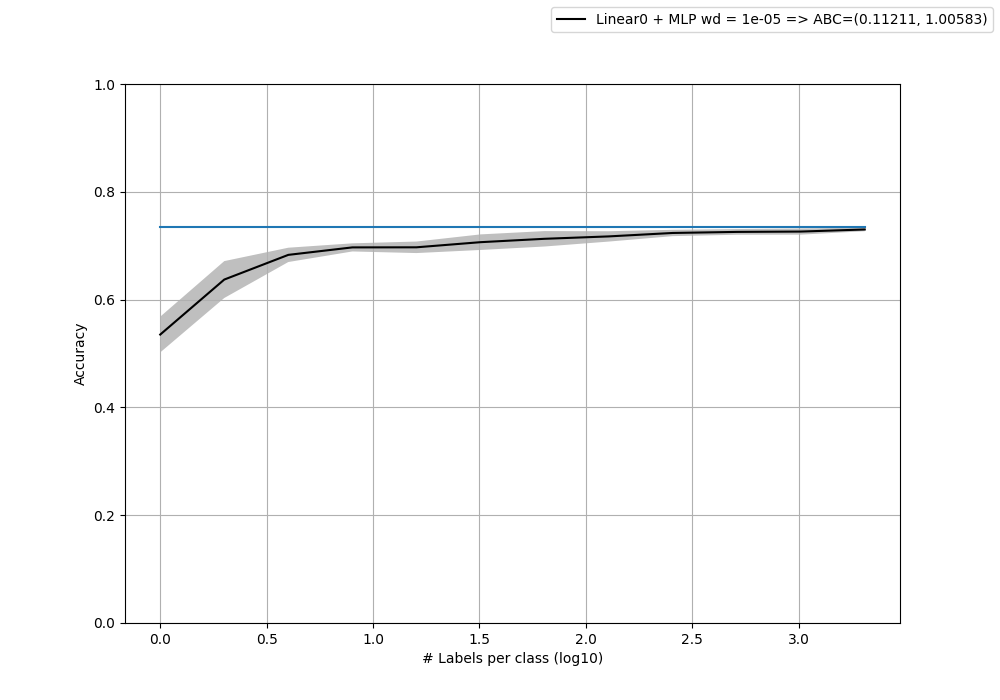 Linear0 + MLP wd = 1e-05 => ABC=(0.11211, 1.00583)
1.0
0.8
0.6
0.4
0.2
0.0
Accuracy
0.0 0.5 1.0 1.5 2.0 2.5 3.0
# Labels per class (log10)